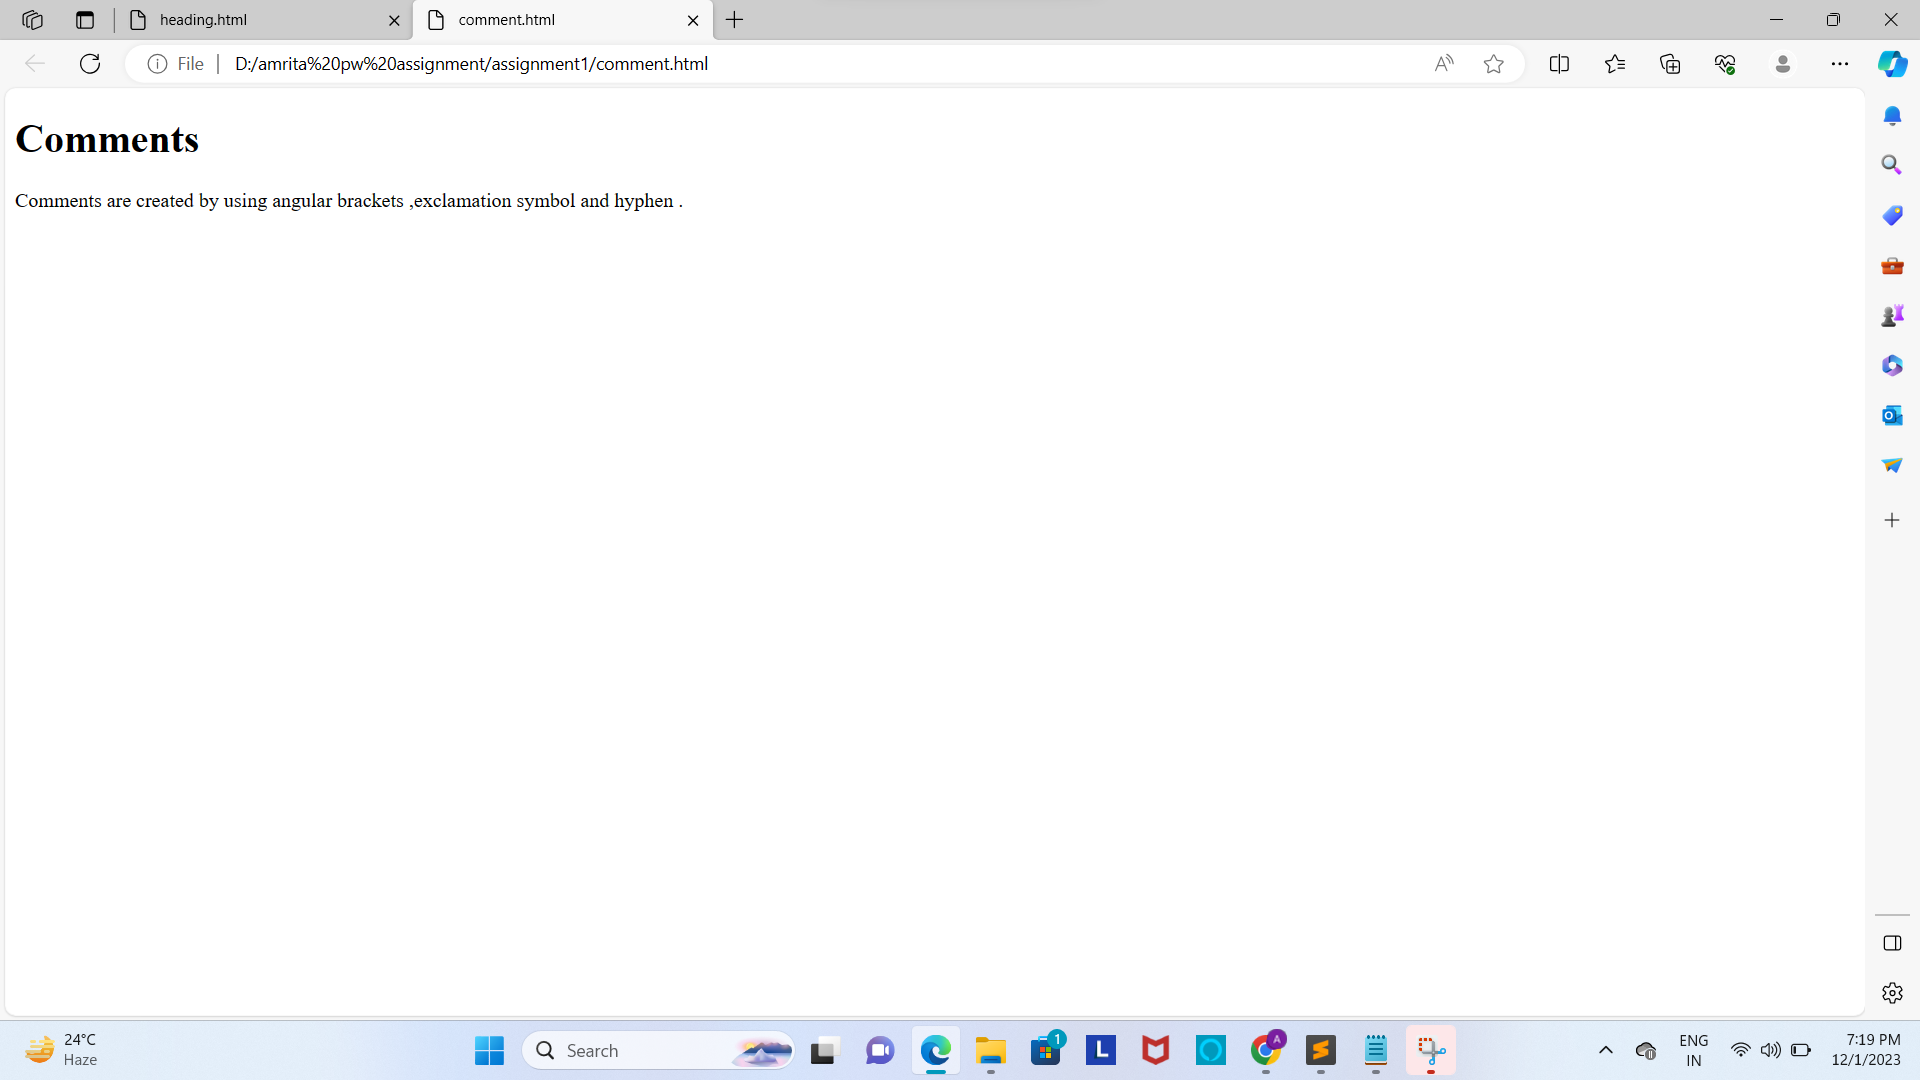 heading.html
comment.html
File
D:/amrita%20pw%20assignment/assignment1/comment.html
Comments
Comments are created by using angular brackets ,exclamation symbol and hyphen .
24°C
Haze
Search
1
L
A
ENG
IN
7:19 PM
12/1/2023